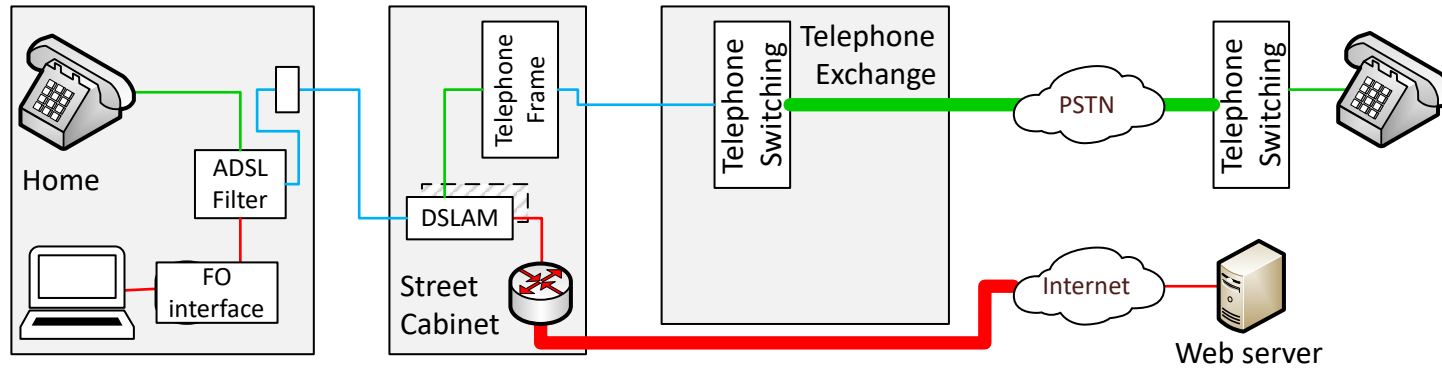 Home
ADSL
Filter
FO
interface
Telephone
Frame
DSLAM
Street
Cabinet
Telephone
Switching
Telephone
Exchange
PSTN
Telephone
Switching
Internet
Web server